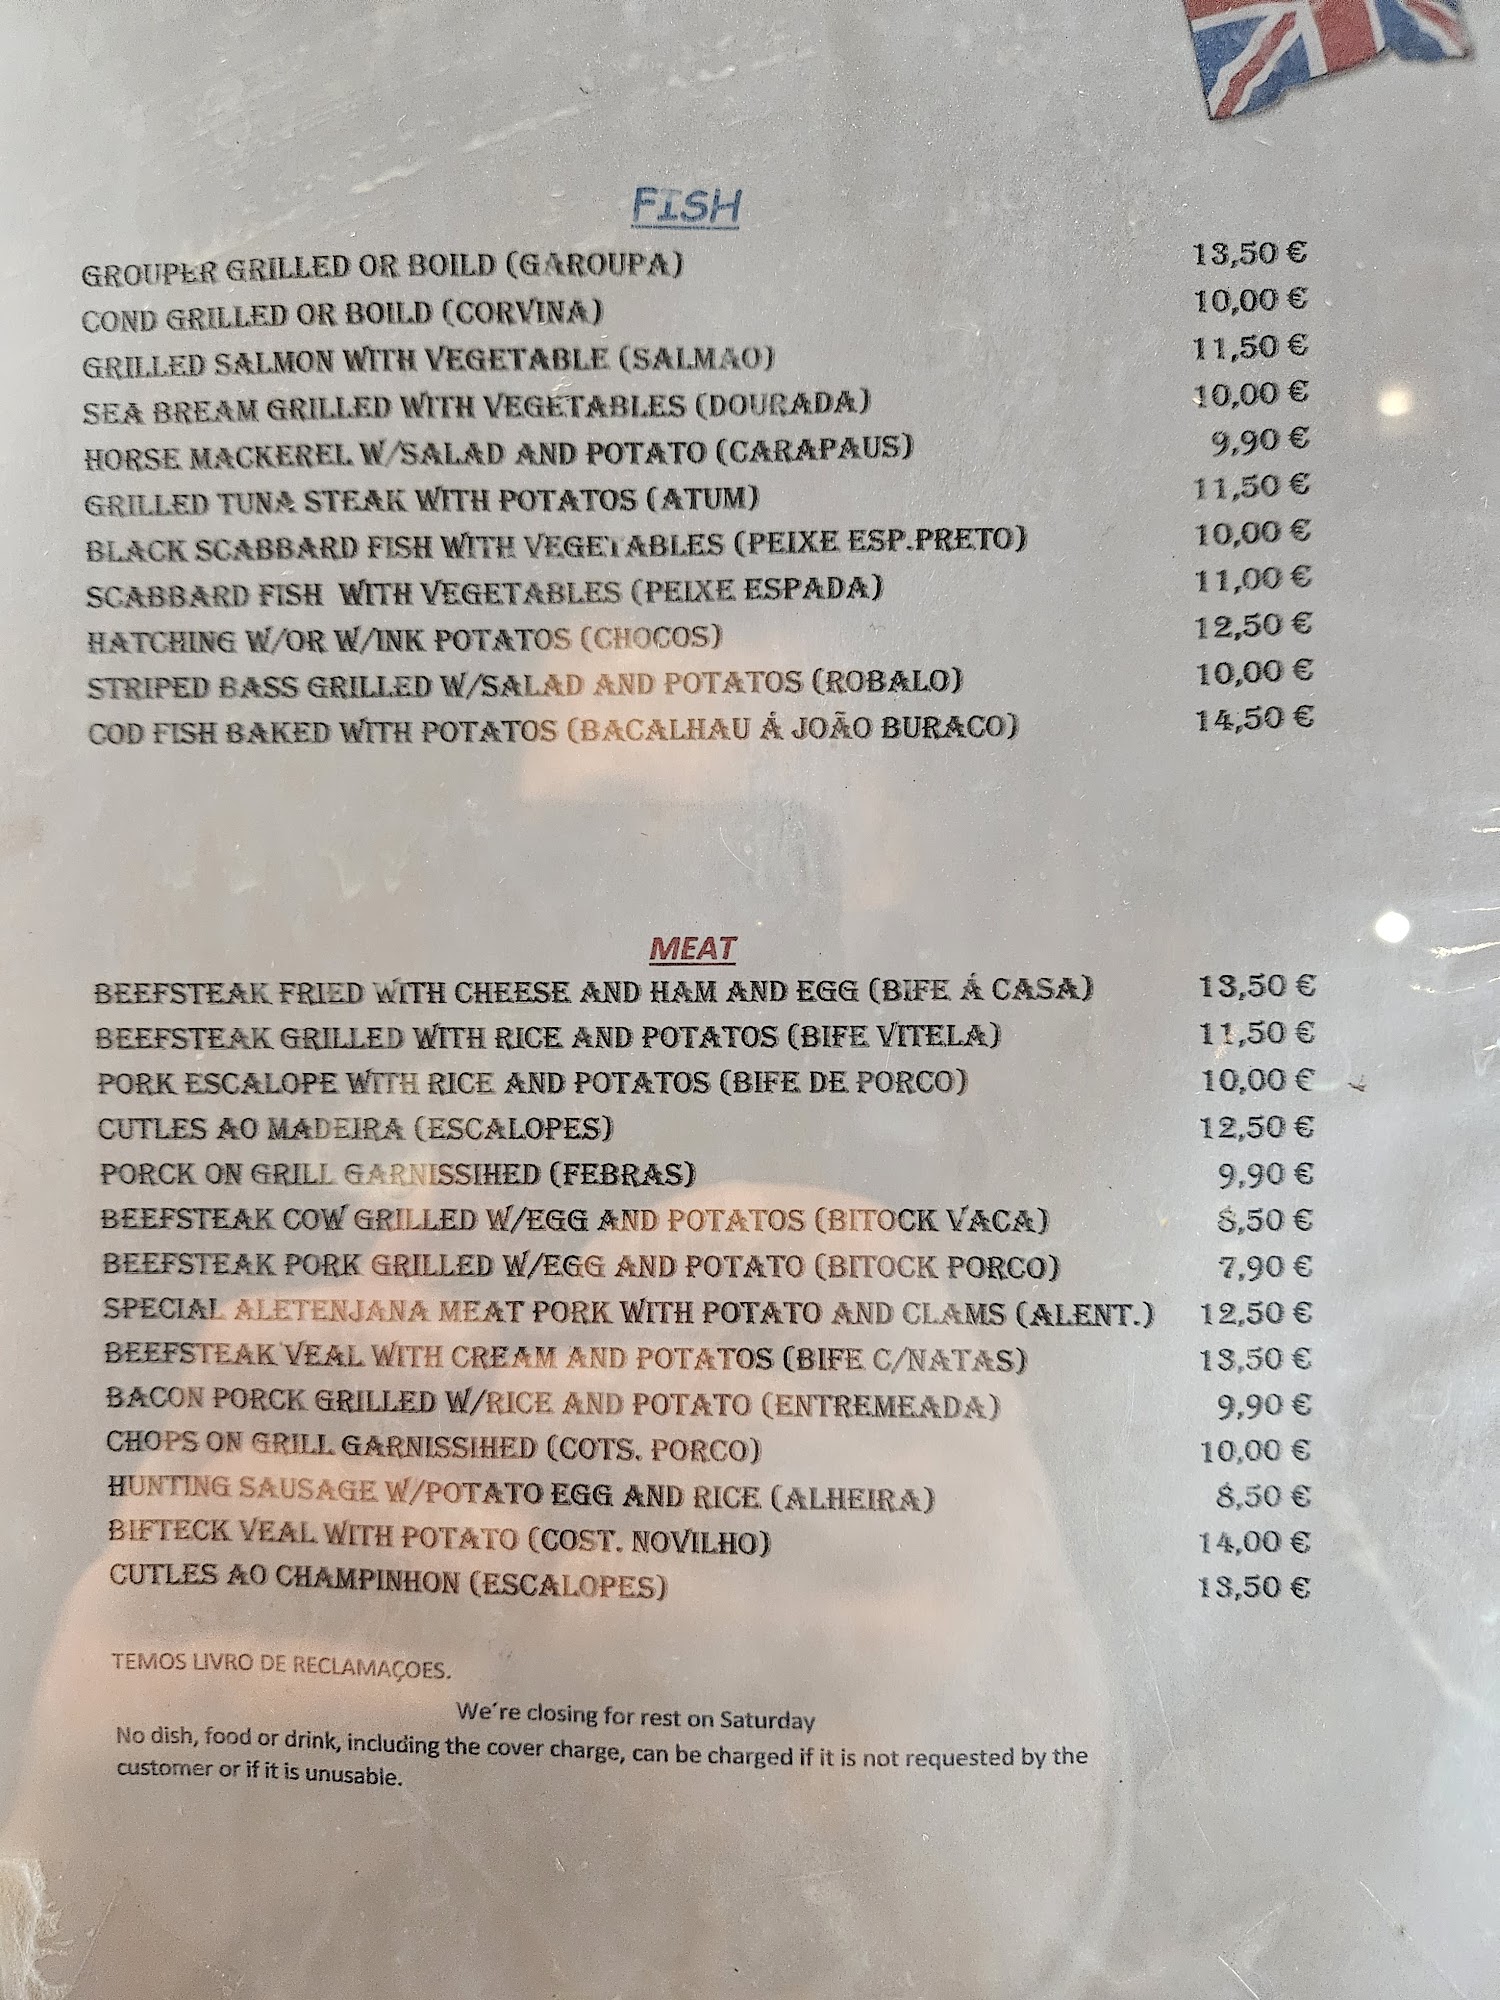 FISH
GROUPER GRILLED OR BOILD (GAROUPA) 13,50 €
COND GRILLED OR BOILD (CORVINA) 10,00 €
GRILLED SALMON WITH VEGETABLE (SALMAO) 11,50 €
SEA BREAM GRILLED WITH VEGETABLES (DOURADA) 10,00 €
HORSE MACKEREL W/SALAD AND POTATO (CARAPAUS) 9,90 €
GRILLED TUNA STEAK WITH POTATOS (ATUM) 11,50 €
BLACK SCABBARD FISH WITH VEGETABLES (PEIXE ESP.PRETO) 10,00 €
SCABBARD FISH WITH VEGETABLES (PEIXE ESPADA) 11,00 €
HATCHING W/OR W/INK POTATOS (CHOCOS) 12,50 €
STRIPED BASS GRILLED W/SALAD AND POTATOS (ROBALO) 10,00 €
COD FISH BAKED WITH POTATOS (BACALHAU Á JOÃO BURACO) 14,50 €
MEAT
BEEFSTEAK FRIED WITH CHEESE AND HAM AND EGG (BIFE Á CASA) 13,50 €
BEEFSTEAK GRILLED WITH RICE AND POTATOS (BIFE VITELA) 11,50 €
PORK ESCALOPE WITH RICE AND POTATOS (BIFE DE PORCO) 10,00 €
CUTLES AO MADEIRA (ESCALOPES) 12,50 €
PORCK ON GRILL GARNISSIHED (FEBRAS) 9,90 €
BEEFSTEAK COW GRILLED W/EGG AND POTATOS (BITOCK VACA) 8,50 €
BEEFSTEAK PORK GRILLED W/EGG AND POTATO (BITOCK PORCO) 7,90 €
SPECIAL ALETENJANA MEAT PORK WITH POTATO AND CLAMS (ALENT.) 12,50 €
BEEFSTEAK VEAL WITH CREAM AND POTATOS (BIFE C/NATAS) 13,50 €
BACON PORCK GRILLED W/RICE AND POTATO (ENTREMEADA) 9,90 €
CHOPS ON GRILL GARNISSIHED (COTS. PORCO) 10,00 €
HUNTING SAUSAGE W/POTATO EGG AND RICE (ALHEIRA) 8,50 €
BIFTECK VEAL WITH POTATO (COST. NOVILHO) 14,00 €
CUTLES AO CHAMPINHON (ESCALOPES) 13,50 €
TEMOS LIVRO DE RECLAMAÇOES.
We´re closing for rest on Saturday
No dish, food or drink, including the cover charge, can be charged if it is not requested by the
customer or if it is unusable.